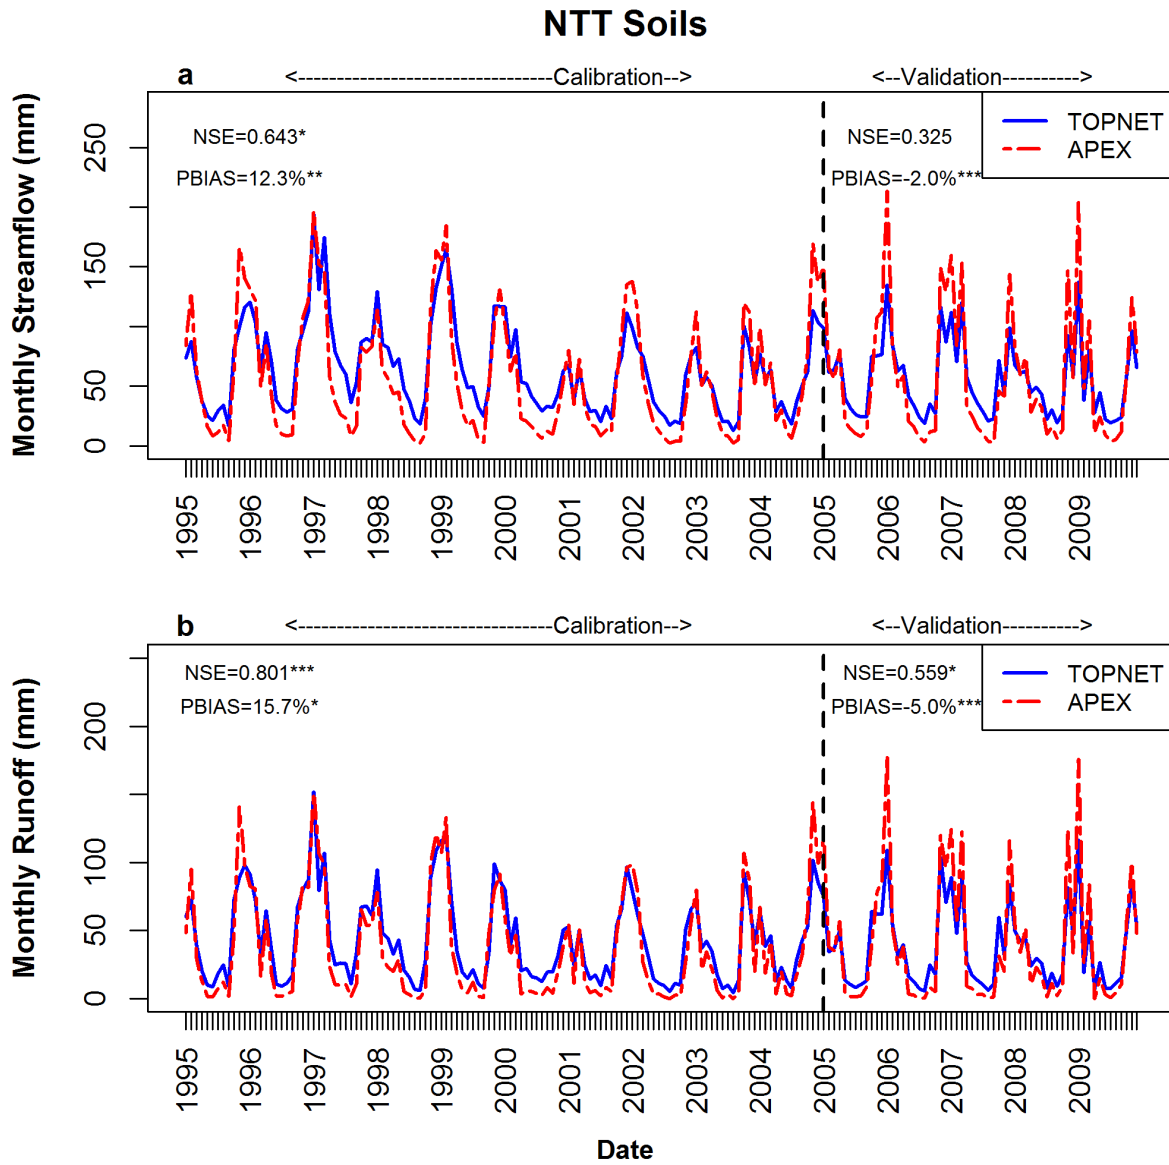 NTT Soils
a
<----------------------------------Calibration-->
<--Validation---------->
Monthly Streamflow (mm)
250
150
50
0
NSE=0.643*
PBIAS=12.3%**
NSE=0.325
PBIAS=-2.0%***
TOPNET
APEX
1995 1996 1997 1998 1999 2000 2001 2002 2003 2004 2005 2006 2007 2008 2009
b
<---------------------------------Calibration-->
<--Validation---------->
Monthly Runoff (mm)
200
100
50
0
NSE=0.801***
PBIAS=15.7%*
NSE=0.559*
PBIAS=-5.0%***
TOPNET
APEX
1995 1996 1997 1998 1999 2000 2001 2002 2003 2004 2005 2006 2007 2008 2009
Date